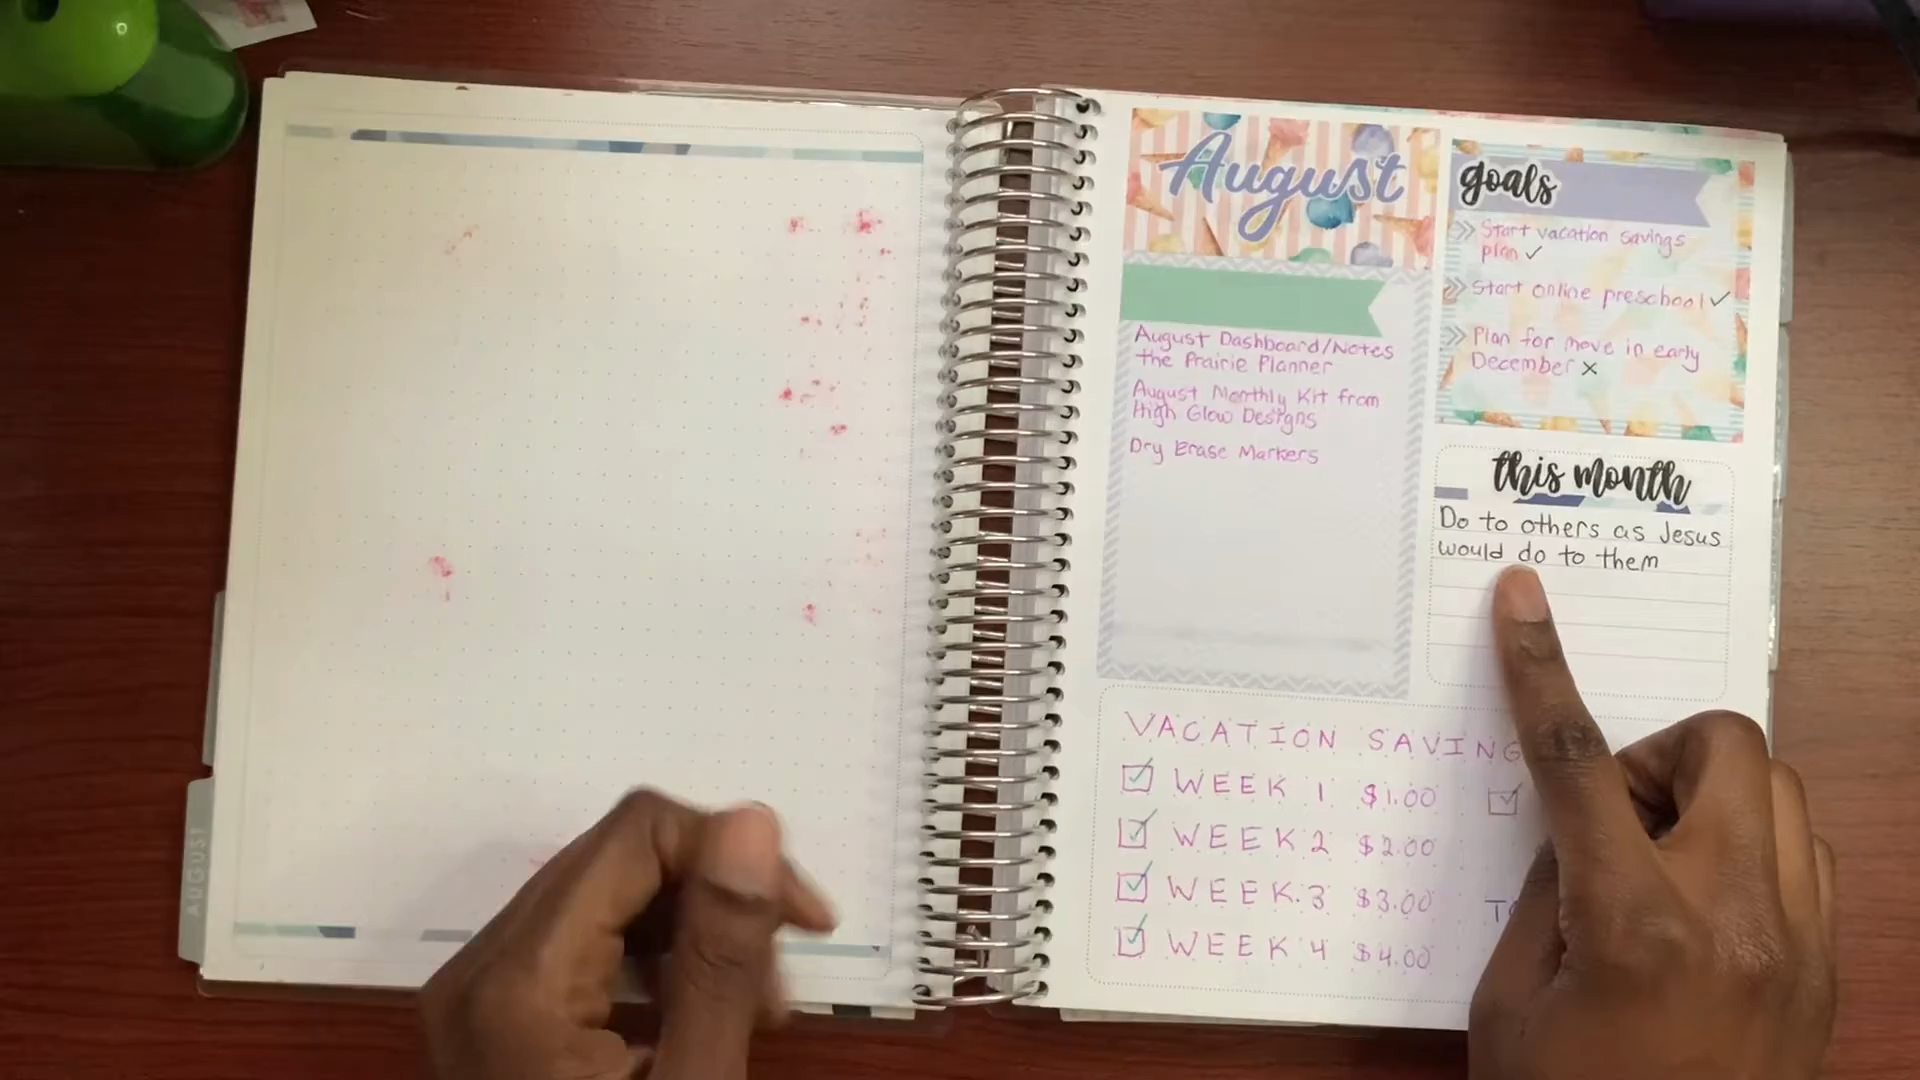 AUGUST
August
August Dashboard/Notes
the Prairie Planner
August Monthly Kit from
High Glow Designs
Dry Erase Markers
goals
Start vacation savings
plan ✓
Start online preschool ✓
Plan for move in early
December x
this month
Do to others as Jesus
would do to them
VACATION SAVING
WEEK 1 $1.00
WEEK 2 $2.00
WEEK 3 $3.00
WEEK 4 $4.00